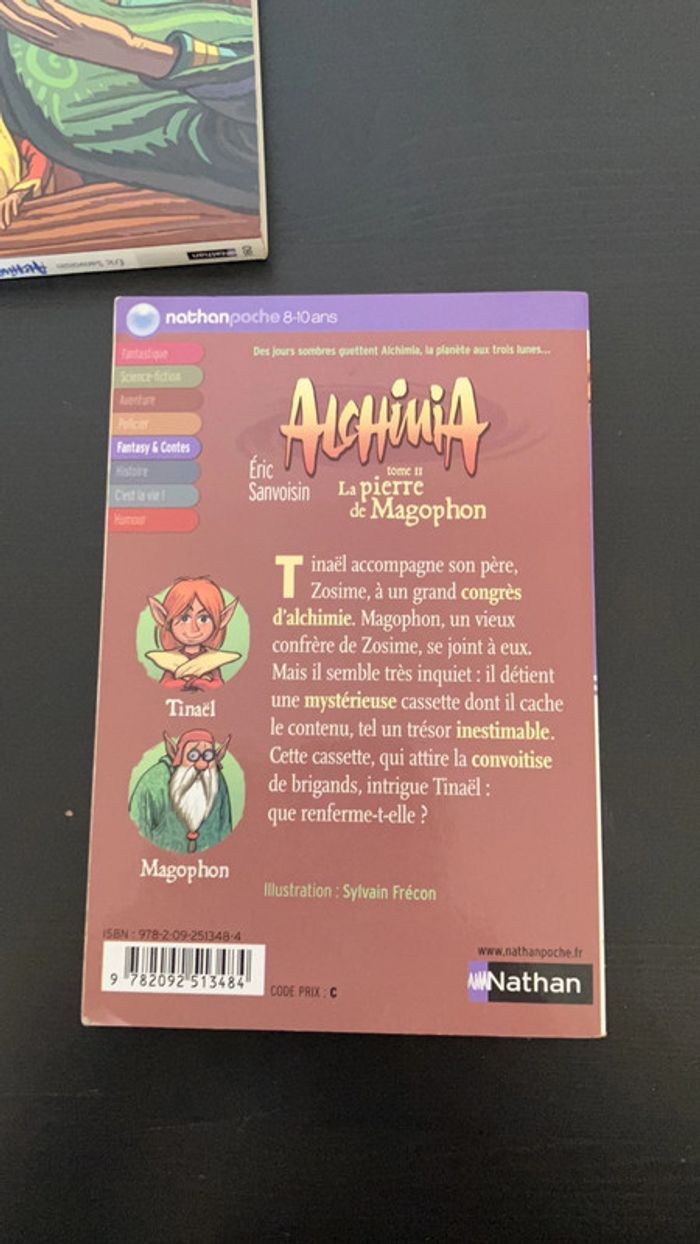 Éric Sanvoisin
Nathan
nathanpoche 8-10 ans
Fantastique
Science-fiction
Aventure
Policier
Fantasy & Contes
Histoire
C'est la vie !
Humour
Des jours sombres guettent Alchimia, la planète aux trois lunes...
ALCHIMIA
Éric
Sanvoisin
tome II
La pierre
de Magophon
Tinaël accompagne son père,
Zosime, à un grand congrès
d'alchimie. Magophon, un vieux
confrère de Zosime, se joint à eux.
Mais il semble très inquiet : il détient
une mystérieuse cassette dont il cache
le contenu, tel un trésor inestimable.
Cette cassette, qui attire la convoitise
de brigands, intrigue Tinaël :
que renferme-t-elle ?
Tinaël
Magophon
Illustration : Sylvain Frécon
ISBN : 978-2-09-251348-4
9 782092 513484
CODE PRIX : C
www.nathanpoche.fr
Nathan